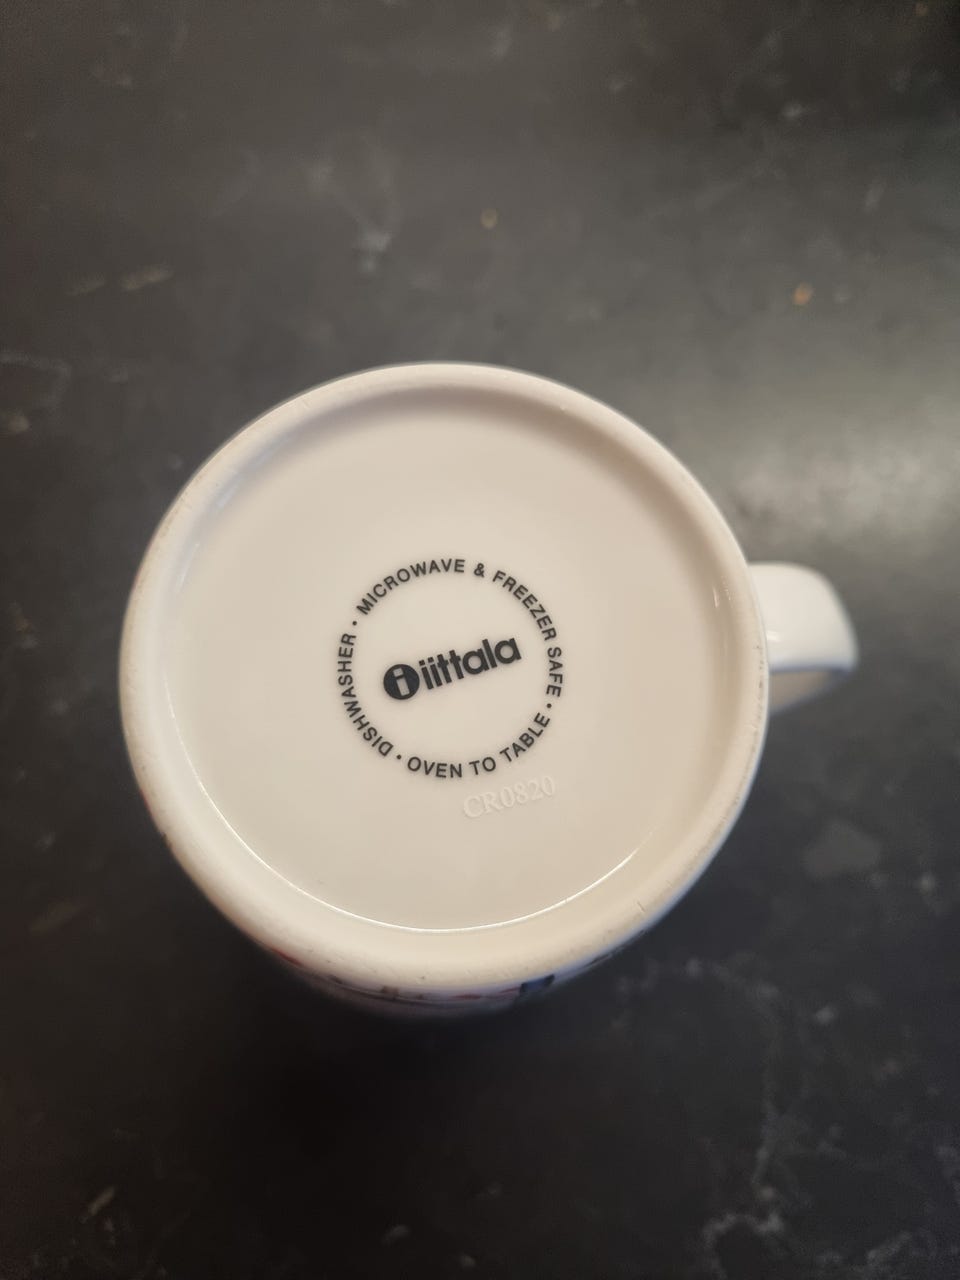 DISHWASHER • MICROWAVE & FREEZER SAFE • OVEN TO TABLE •
i iittala
CR0820